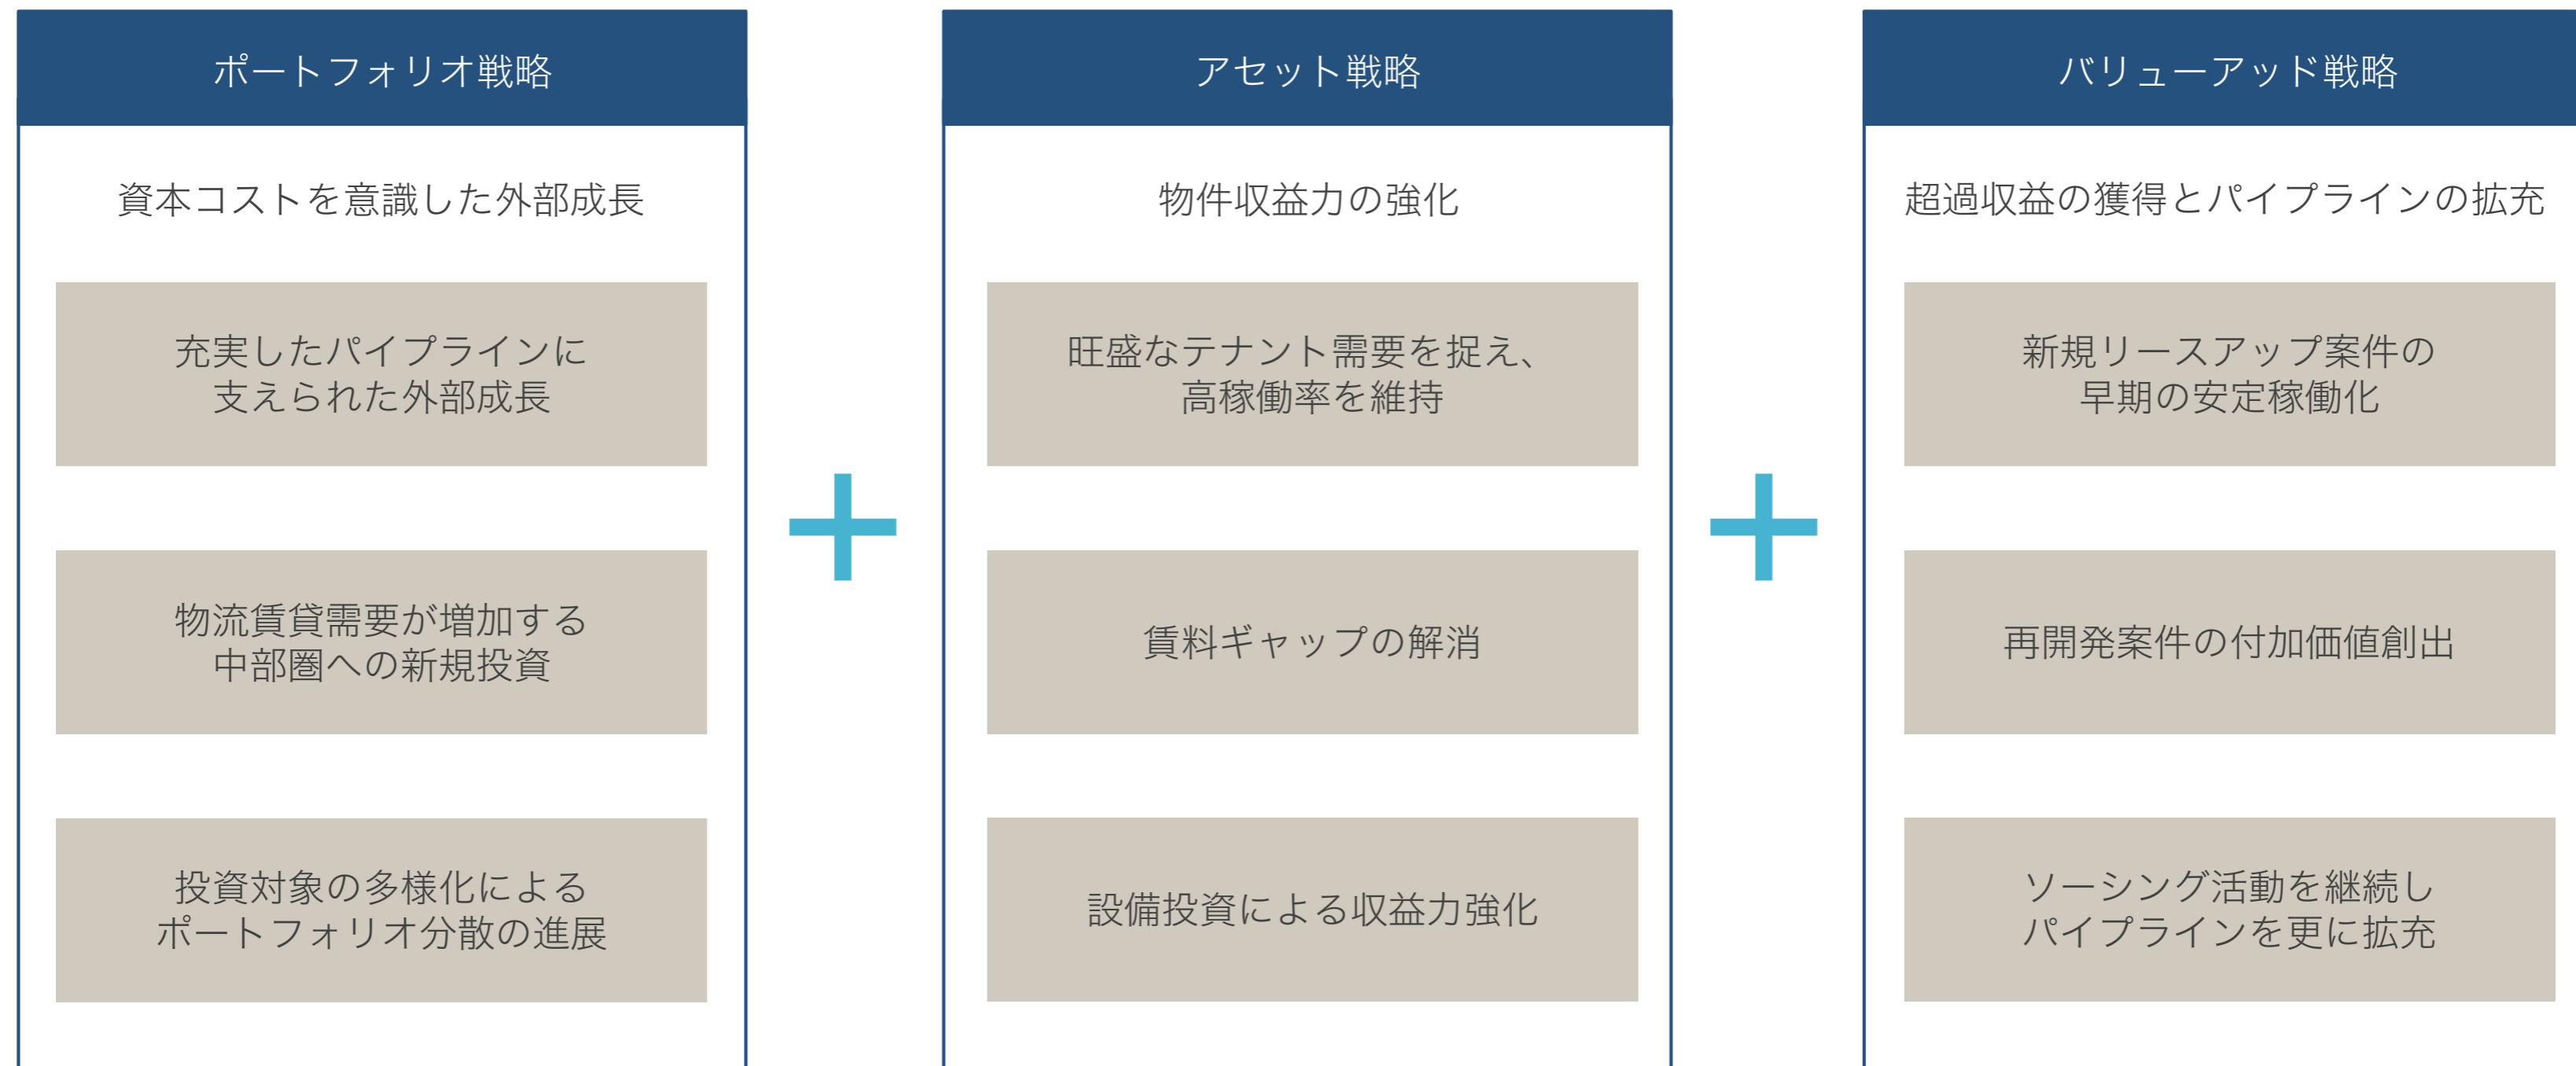 ポートフォリオ戦略
資本コストを意識した外部成長
充実したパイプラインに
支えられた外部成長
物流賃貸需要が増加する
中部圏への新規投資
投資対象の多様化による
ポートフォリオ分散の進展
アセット戦略
物件収益力の強化
旺盛なテナント需要を捉え、
高稼働率を維持
賃料ギャップの解消
設備投資による収益力強化
バリューアッド戦略
超過収益の獲得とパイプラインの拡充
新規リースアップ案件の
早期の安定稼働化
再開発案件の付加価値創出
ソーシング活動を継続し
パイプラインを更に拡充